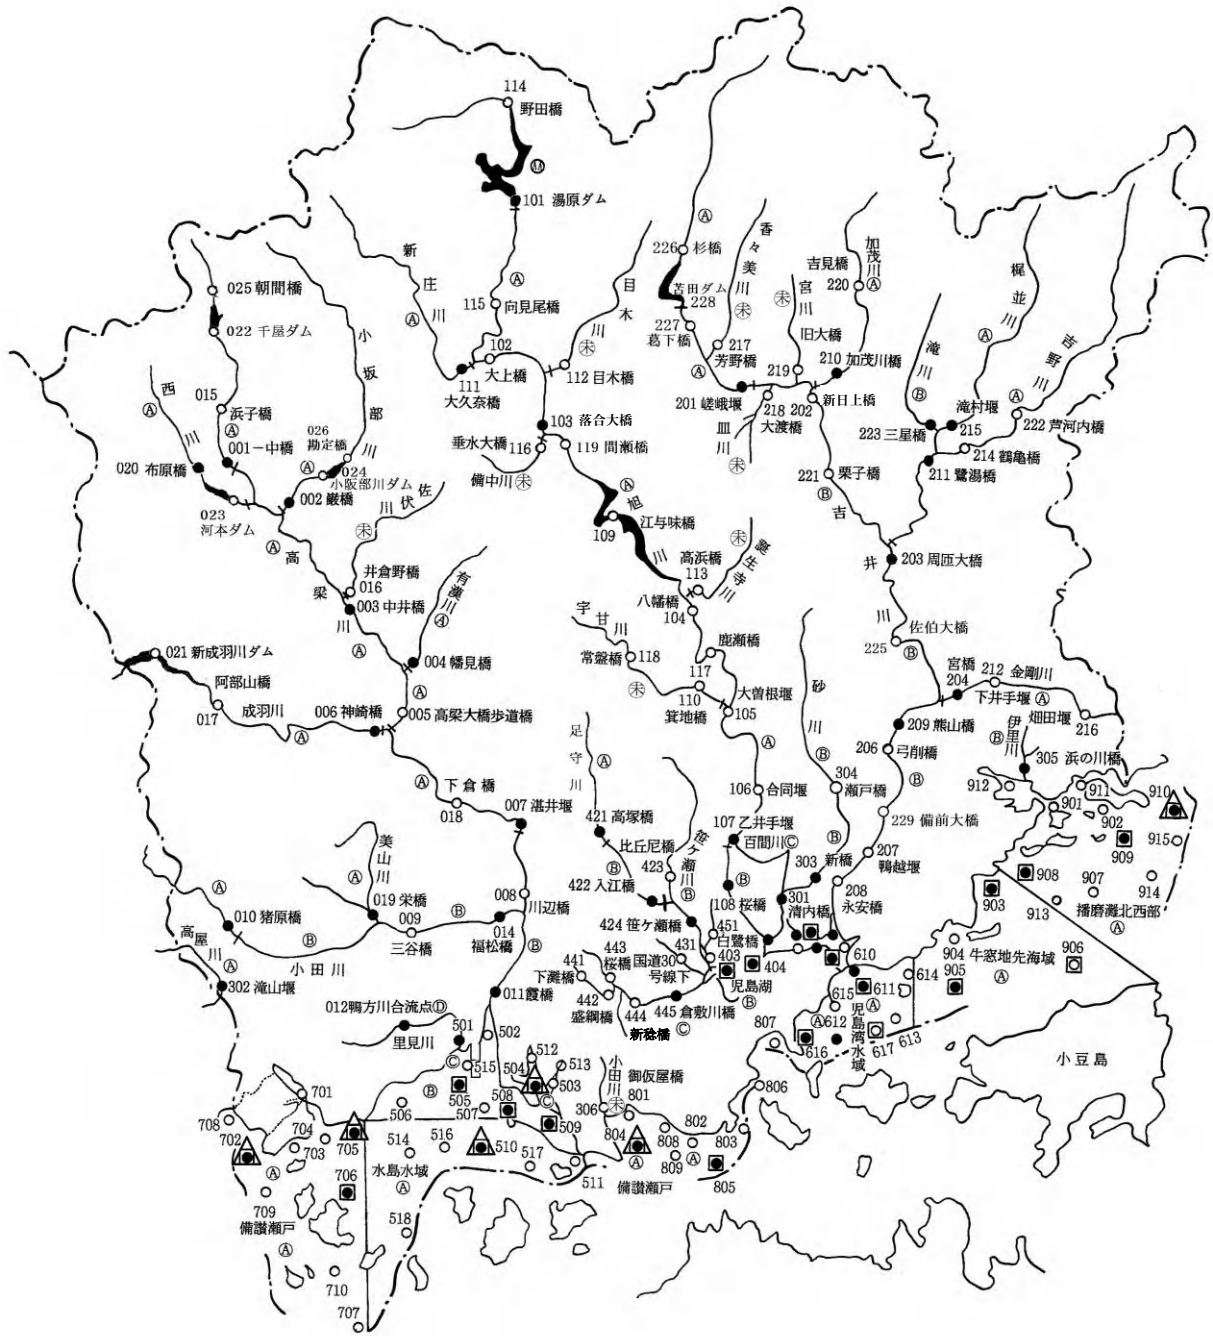 114
野田橋
Ⓜ
101 湯原ダム
新庄川
Ⓐ
Ⓐ
115
向見尾橋
102
大上橋
111
大久奈橋
目木川
㊍
112 目木橋
103 落合大橋
垂水大橋
116
119 間瀬橋
備中川
025 朝間橋
022 千屋ダム
小坂部川
西川
Ⓐ
015
浜子橋
Ⓐ
001-中橋
026
勘定橋
Ⓐ
024
小阪部川ダム
020 布原橋
002 巌橋
023
河本ダム
Ⓐ
高梁川
佐伏川
井倉野橋
016
003 中井橋
Ⓐ
有漢川
Ⓐ
004 幡見橋
Ⓐ
005 高梁大橋歩道橋
021 新成羽川ダム
阿部山橋
017
成羽川
Ⓐ
006 神崎橋
Ⓐ
下倉橋
018
007 湛井堰
226
杉橋
Ⓐ
苫田ダム
228
227
葛下橋
Ⓐ
香々美川
217
芳野橋
宮川
旧大橋
219
吉見橋
220
加茂川
Ⓐ
210 加茂川橋
201 嵯峨堰
218
大渡橋
皿川
202
新日上橋
滝川
Ⓑ
223 三星橋
梶並川
Ⓐ
滝村堰
215
吉野川
Ⓐ
222 芦河内橋
214 鶴亀橋
211 鷺湯橋
221
栗子橋
Ⓑ
吉井川
203 周匝大橋
佐伯大橋
225
Ⓑ
宮橋
204
212 金剛川
下井手堰
Ⓐ
216
209 熊山橋
206
弓削橋
Ⓑ
229 備前大橋
207
鴨越堰
208
永安橋
Ⓐ
旭川
109
江与味橋
高浜橋
113
誕生寺川
八幡橋
104
鹿瀬橋
117
宇甘川
常盤橋
118
110
箕地橋
大曽根堰
105
Ⓐ
106
合同堰
107 乙井手堰
百間川Ⓒ
Ⓑ
108 桜橋
砂川
Ⓑ
304
瀬戸橋
Ⓑ
303
新橋
301
清内橋
足守川
Ⓐ
421 高塚橋
比丘尼橋
423
Ⓑ
422 入江橋
笹ヶ瀬川
Ⓑ
424 笹ケ瀬橋
451
白鷺橋
431
国道30
号線下
403
404
児島湖
Ⓑ
443
桜橋
441
下灘橋
442
盛綱橋
444
445 倉敷川橋
Ⓒ
新稔橋
伊里川
Ⓑ
畑田橋
305 浜の川橋
912
911
901
902
910
915
909
908
907
914
913
播磨灘北西部
Ⓐ
903
904
牛窓地先海域
Ⓐ
905
906
610
614
611
615
Ⓐ
612
Ⓐ
児島湾水域
616
617
613
小豆島
807
806
美山川
Ⓐ
Ⓐ
010 猪原橋
Ⓑ
小田川
019 栄橋
009
三谷橋
Ⓑ
014
福松橋
008
川辺橋
Ⓑ
高屋川
Ⓐ
302 滝山堰
011霞橋
012鴨方川合流点Ⓓ
里見川
501
502
Ⓒ
515
512
504
513
503
Ⓒ
505
Ⓑ
506
507
508
509
514
516
510
517
511
水島水域
Ⓐ
518
小田川
御仮屋橋
306
801
804
Ⓐ
808
802
809
Ⓐ
803
805
備讃瀬戸
701
708
702
704
703
705
Ⓐ
706
709
備讃瀬戸
Ⓐ
710
707